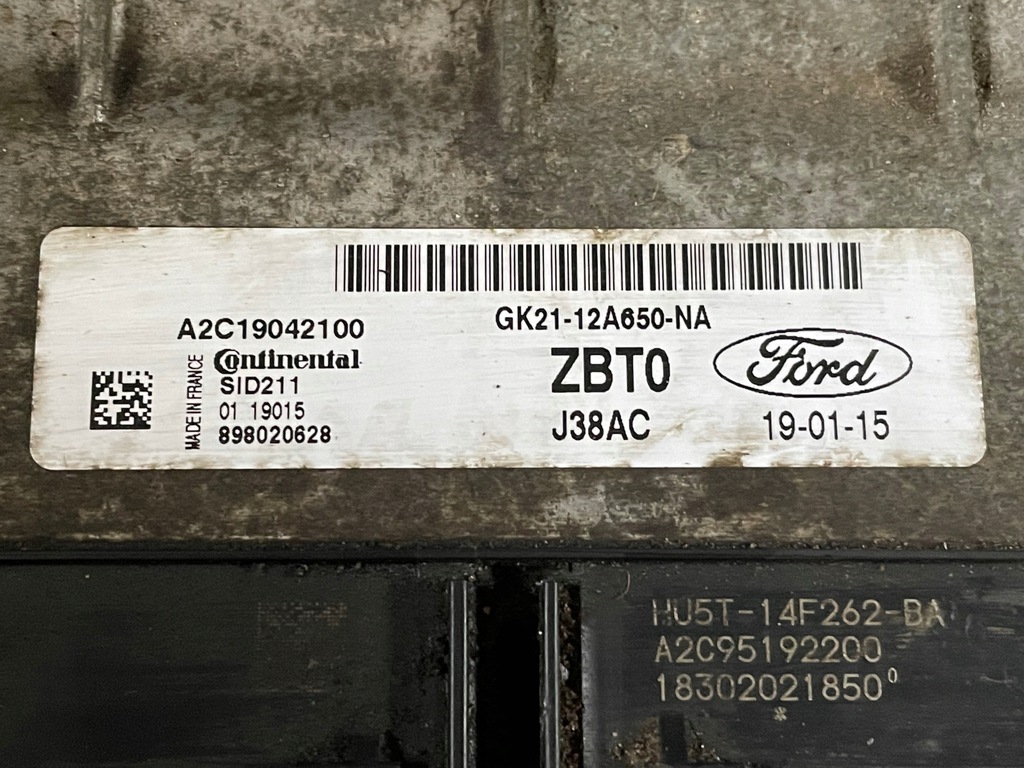 A2C19042100
Continental
MADE IN FRANCE
SID211
01 19015
898020628
GK21-12A650-NA
ZBT0
J38AC
Ford
19-01-15
HU5T-14F262-BA
A2C95192200
18302021850⁰
*